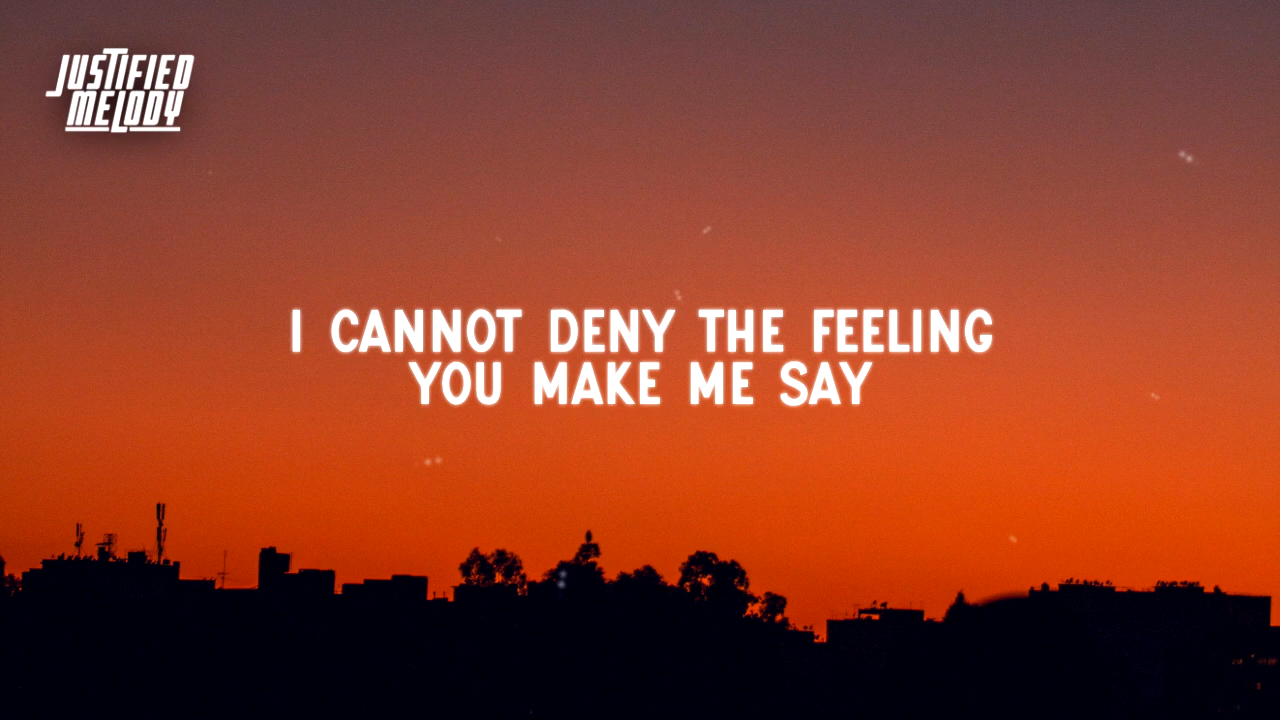 JUSTIFIED
MELODY
I CANNOT DENY THE FEELING
YOU MAKE ME SAY